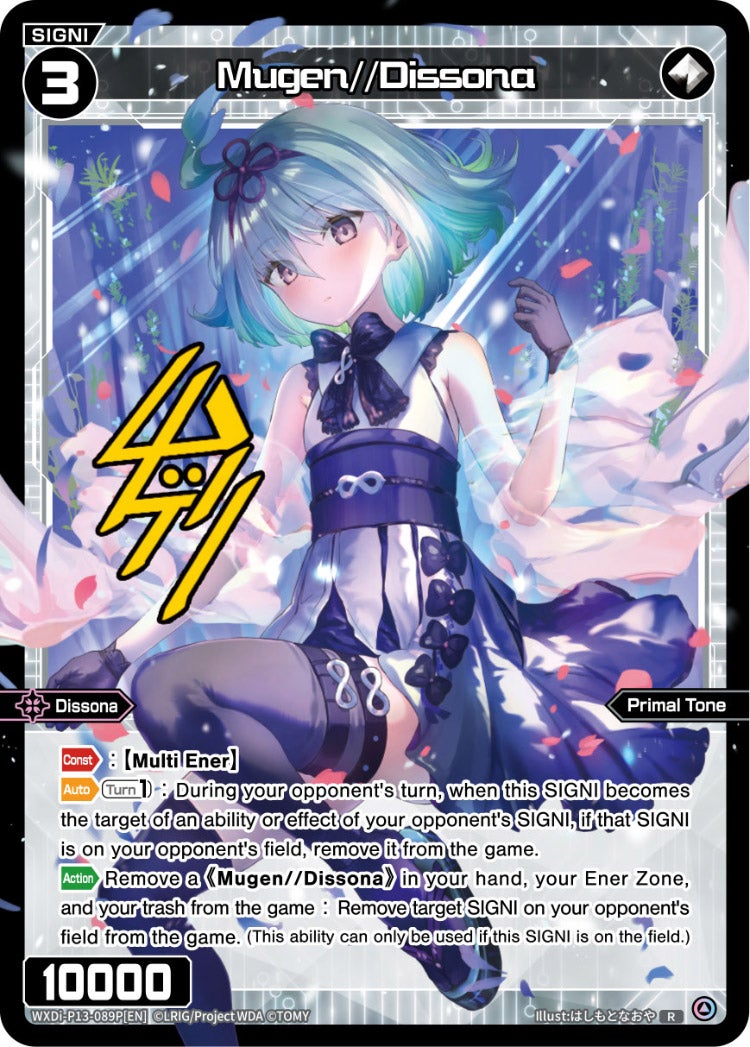 SIGNI
3
Mugen//Dissona
Dissona
Primal Tone
Const : 【Multi Ener】
Auto Turn 1 : During your opponent's turn, when this SIGNI becomes
the target of an ability or effect of your opponent's SIGNI, if that SIGNI
is on your opponent's field, remove it from the game.
Action Remove a 《Mugen//Dissona》 in your hand, your Ener Zone,
and your trash from the game : Remove target SIGNI on your opponent's
field from the game. (This ability can only be used if this SIGNI is on the field.)
10000
WXDi-P13-089P[EN] ©LRIG/Project WDA ©TOMY
Illust:はしもとなおや R